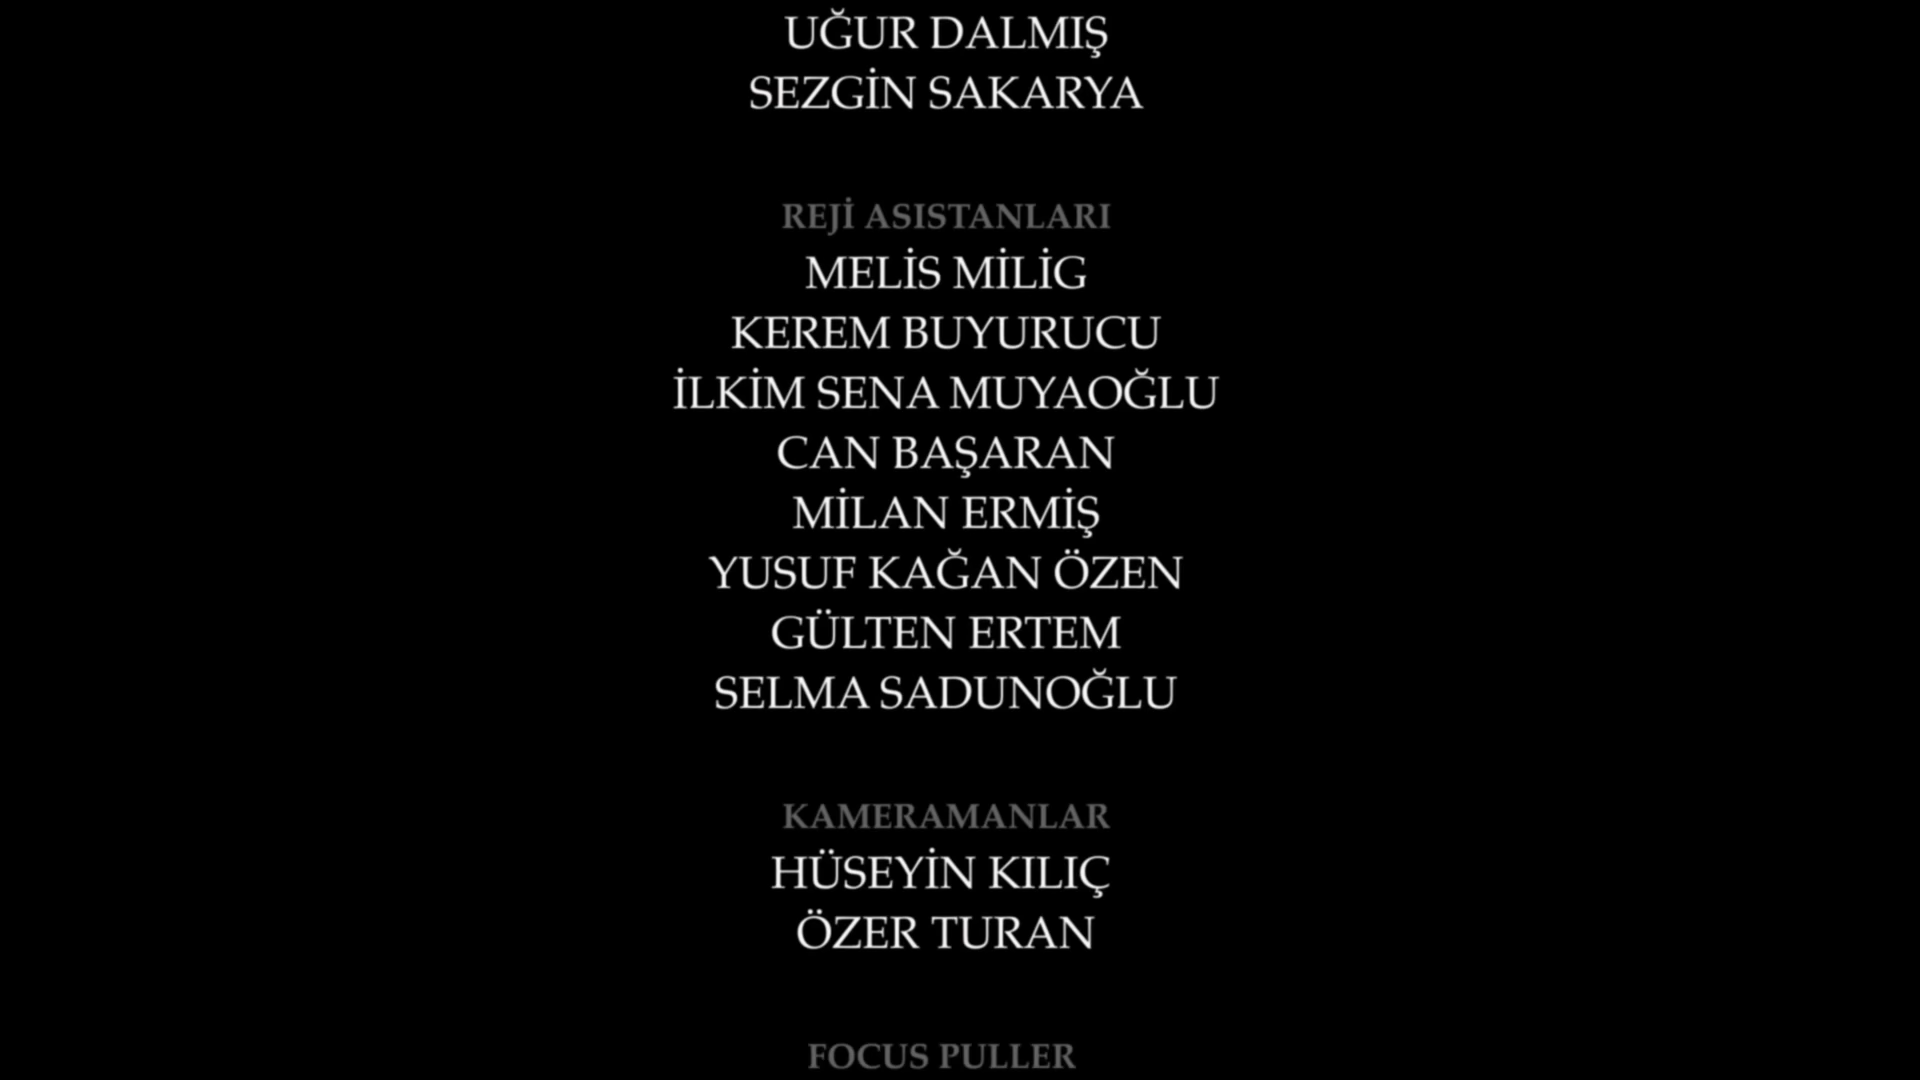 UĞUR DALMIŞ
SEZGİN SAKARYA
REJİ ASISTANLARI
MELİS MİLİG
KEREM BUYURUCU
İLKİM SENA MUYAOĞLU
CAN BAŞARAN
MİLAN ERMİŞ
YUSUF KAĞAN ÖZEN
GÜLTEN ERTEM
SELMA SADUNOĞLU
KAMERAMANLAR
HÜSEYİN KILIÇ
ÖZER TURAN
FOCUS PULLER